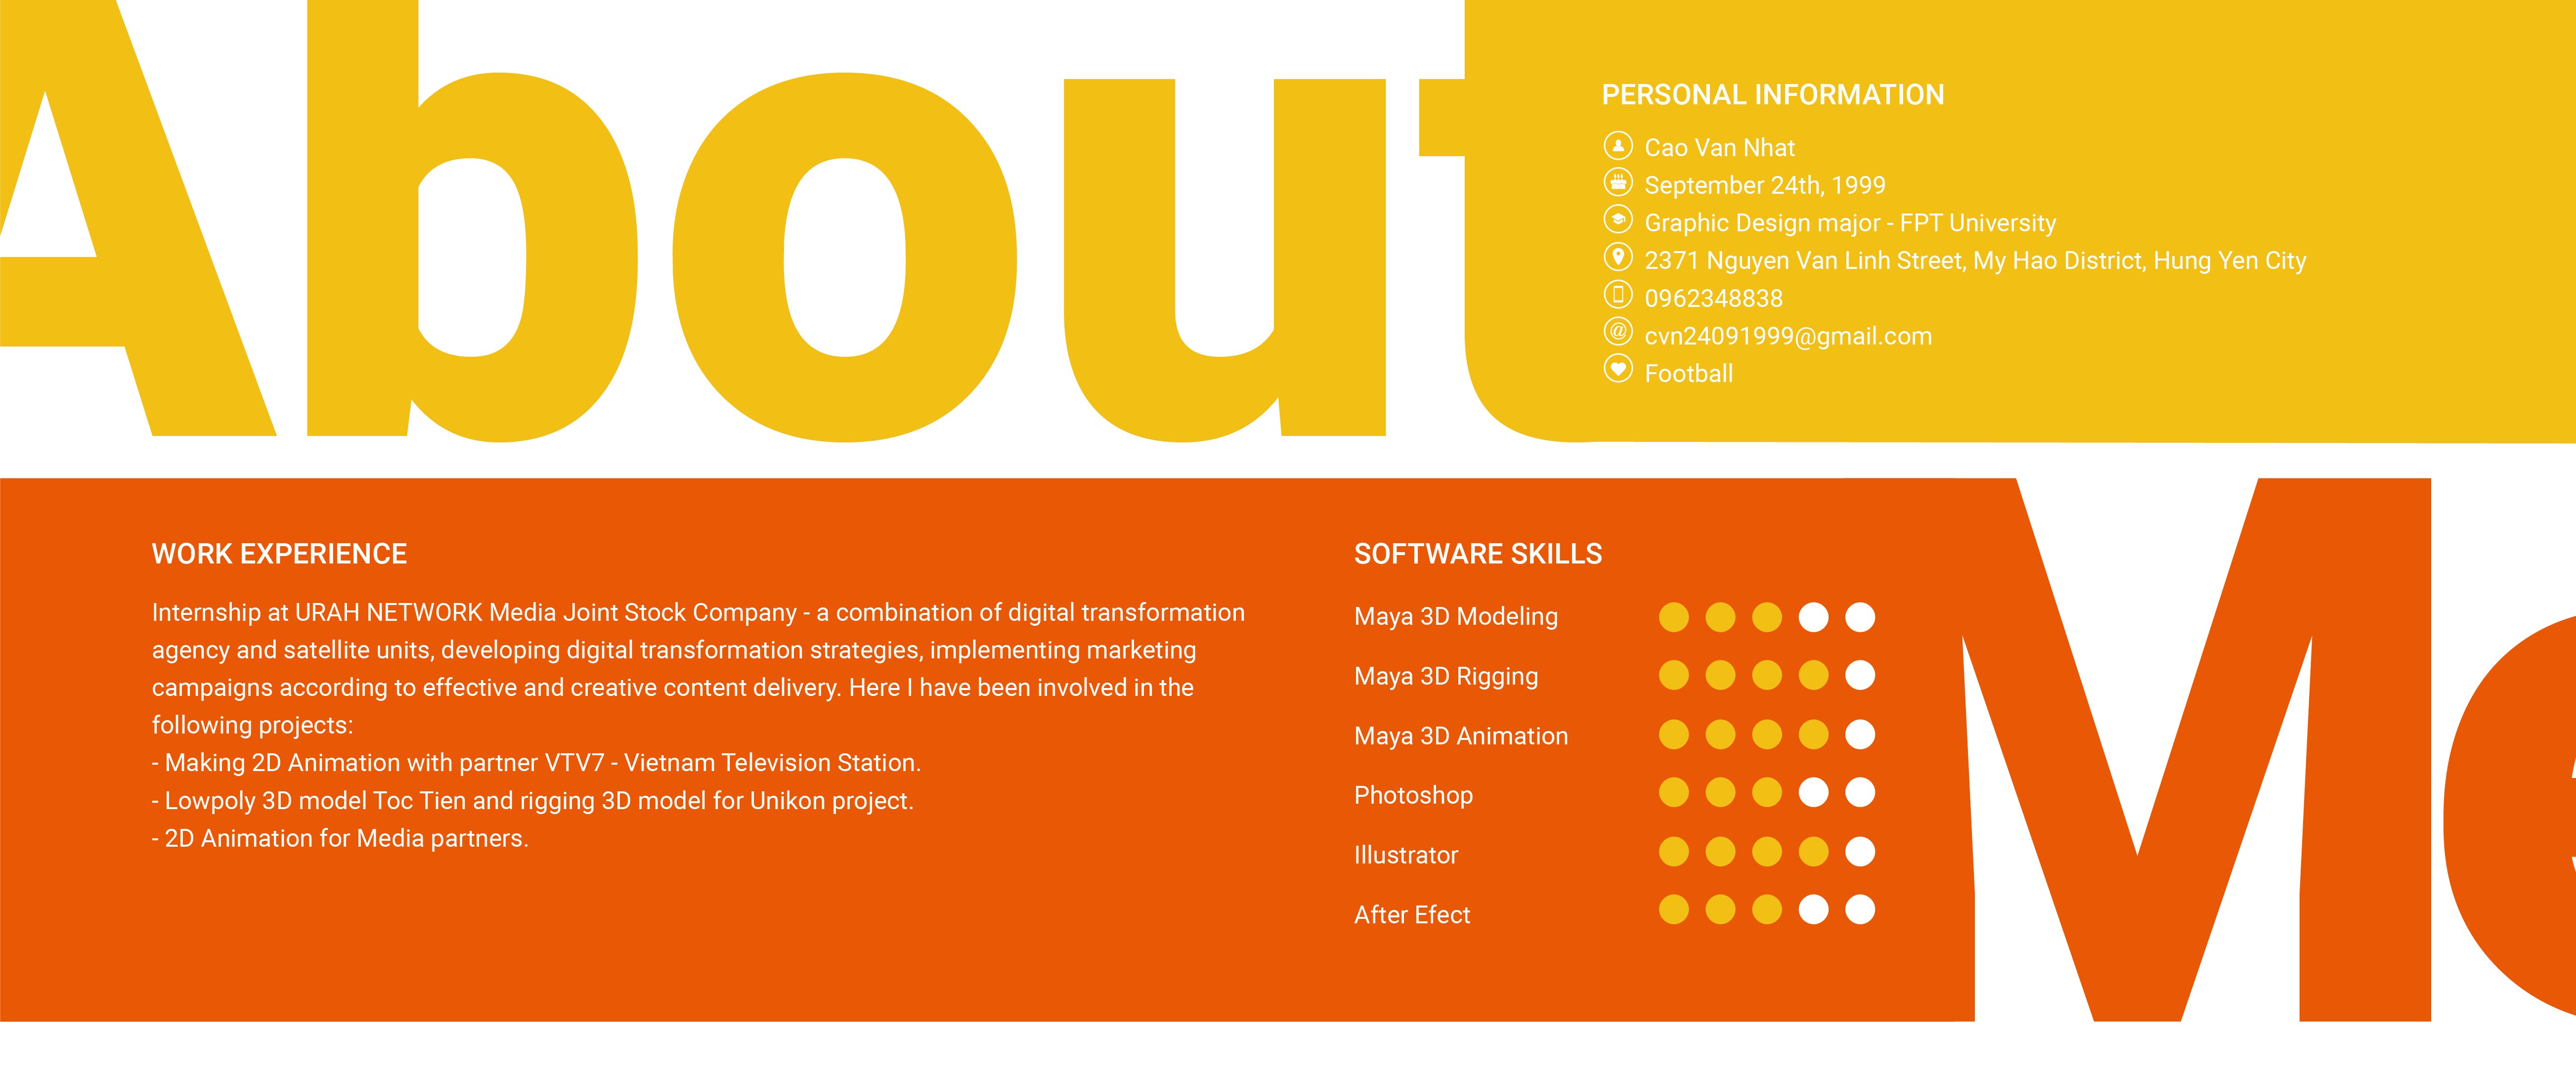 About
PERSONAL INFORMATION
Cao Van Nhat
September 24th, 1999
Graphic Design major - FPT University
2371 Nguyen Van Linh Street, My Hao District, Hung Yen City
0962348838
cvn24091999@gmail.com
Football
WORK EXPERIENCE
Internship at URAH NETWORK Media Joint Stock Company - a combination of digital transformation
agency and satellite units, developing digital transformation strategies, implementing marketing
campaigns according to effective and creative content delivery. Here I have been involved in the
following projects:
- Making 2D Animation with partner VTV7 - Vietnam Television Station.
- Lowpoly 3D model Toc Tien and rigging 3D model for Unikon project.
- 2D Animation for Media partners.
SOFTWARE SKILLS
Maya 3D Modeling
Maya 3D Rigging
Maya 3D Animation
Photoshop
Illustrator
After Efect
Me